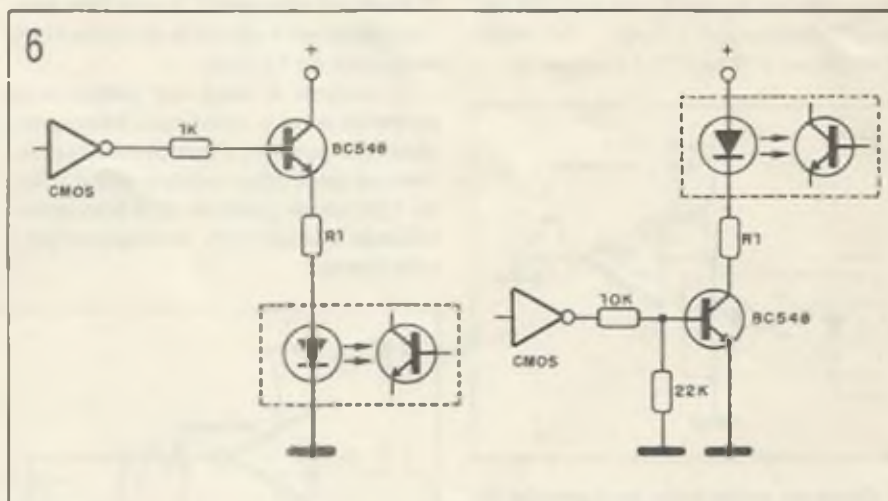 6
+
1K
BC548
CMOS
R1
+
R1
10K
BC548
CMOS
22K